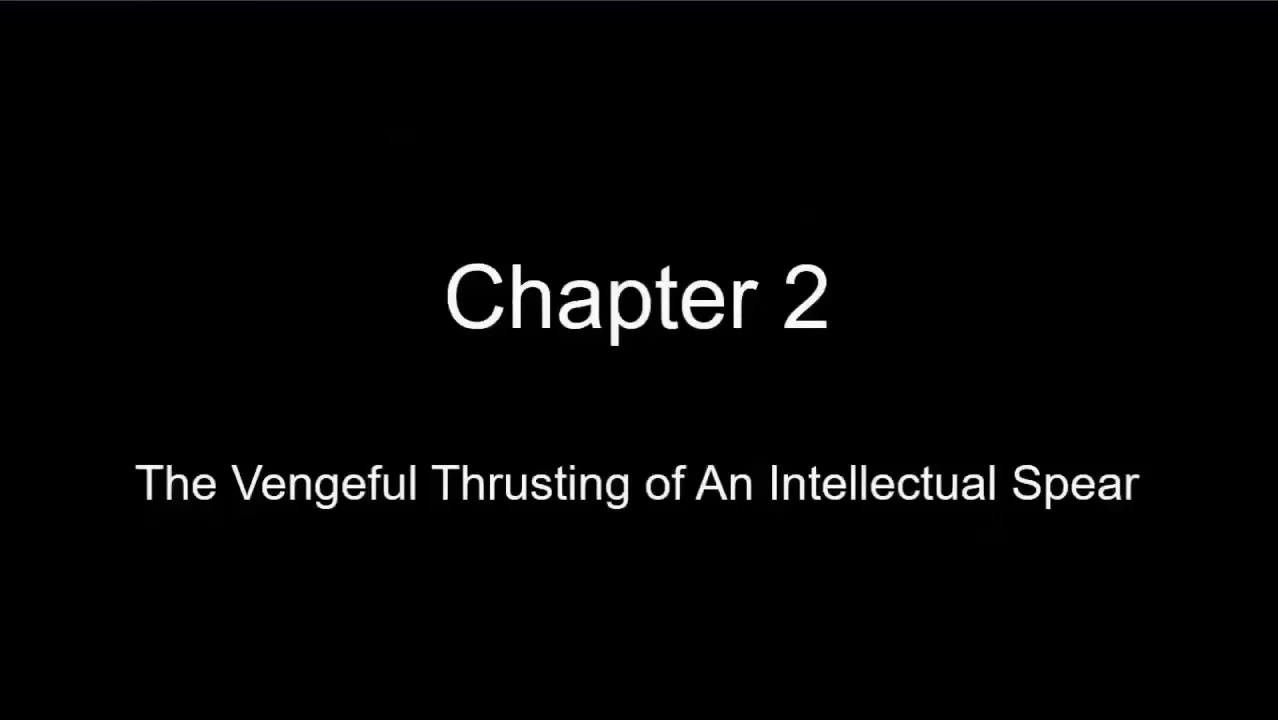 Chapter 2
The Vengeful Thrusting of An Intellectual Spear